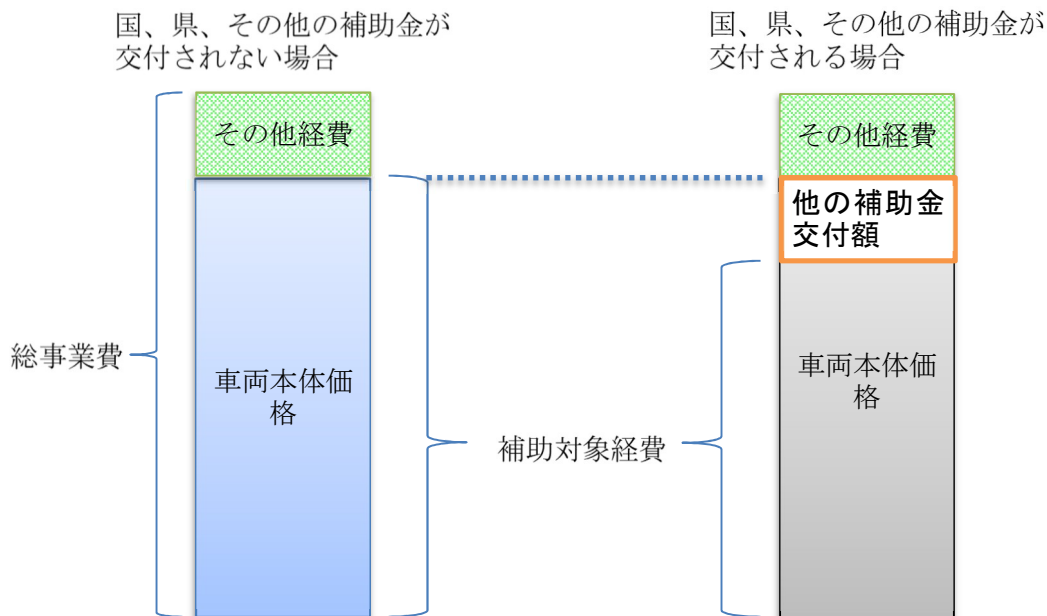 国、県、その他の補助金が
交付されない場合
国、県、その他の補助金が
交付される場合
その他経費
その他経費
他の補助金
交付額
総事業費
車両本体価
格
車両本体価
格
補助対象経費